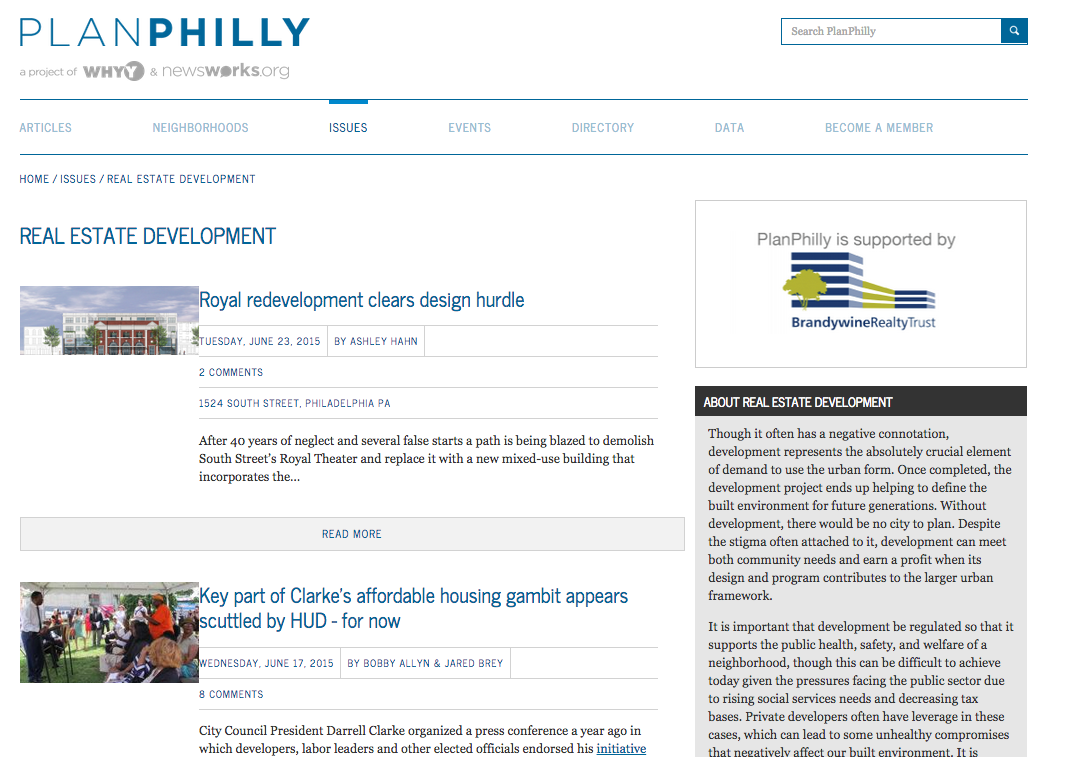 PLANPHILLY
Search PlanPhilly
a project of WHYY & newsworks.org
ARTICLES NEIGHBORHOODS ISSUES EVENTS DIRECTORY DATA BECOME A MEMBER
HOME / ISSUES / REAL ESTATE DEVELOPMENT
REAL ESTATE DEVELOPMENT
Royal redevelopment clears design hurdle
TUESDAY, JUNE 23, 2015 BY ASHLEY HAHN
2 COMMENTS
1524 SOUTH STREET, PHILADELPHIA PA
After 40 years of neglect and several false starts a path is being blazed to demolish
South Street's Royal Theater and replace it with a new mixed-use building that
incorporates the...
READ MORE
Key part of Clarke's affordable housing gambit appears
scuttled by HUD - for now
WEDNESDAY, JUNE 17, 2015 BY BOBBY ALLYN & JARED BREY
8 COMMENTS
City Council President Darrell Clarke organized a press conference a year ago in
which developers, labor leaders and other elected officials endorsed his initiative
PlanPhilly is supported by
BrandywineRealtyTrust
ABOUT REAL ESTATE DEVELOPMENT
Though it often has a negative connotation,
development represents the absolutely crucial element
of demand to use the urban form. Once completed, the
development project ends up helping to define the
built environment for future generations. Without
development, there would be no city to plan. Despite
the stigma often attached to it, development can meet
both community needs and earn a profit when its
design and program contributes to the larger urban
framework.
It is important that development be regulated so that it
supports the public health, safety, and welfare of a
neighborhood, though this can be difficult to achieve
today given the pressures facing the public sector due
to rising social services needs and decreasing tax
bases. Private developers often have leverage in these
cases, which can lead to some unhealthy compromises
that negatively affect our built environment. It is